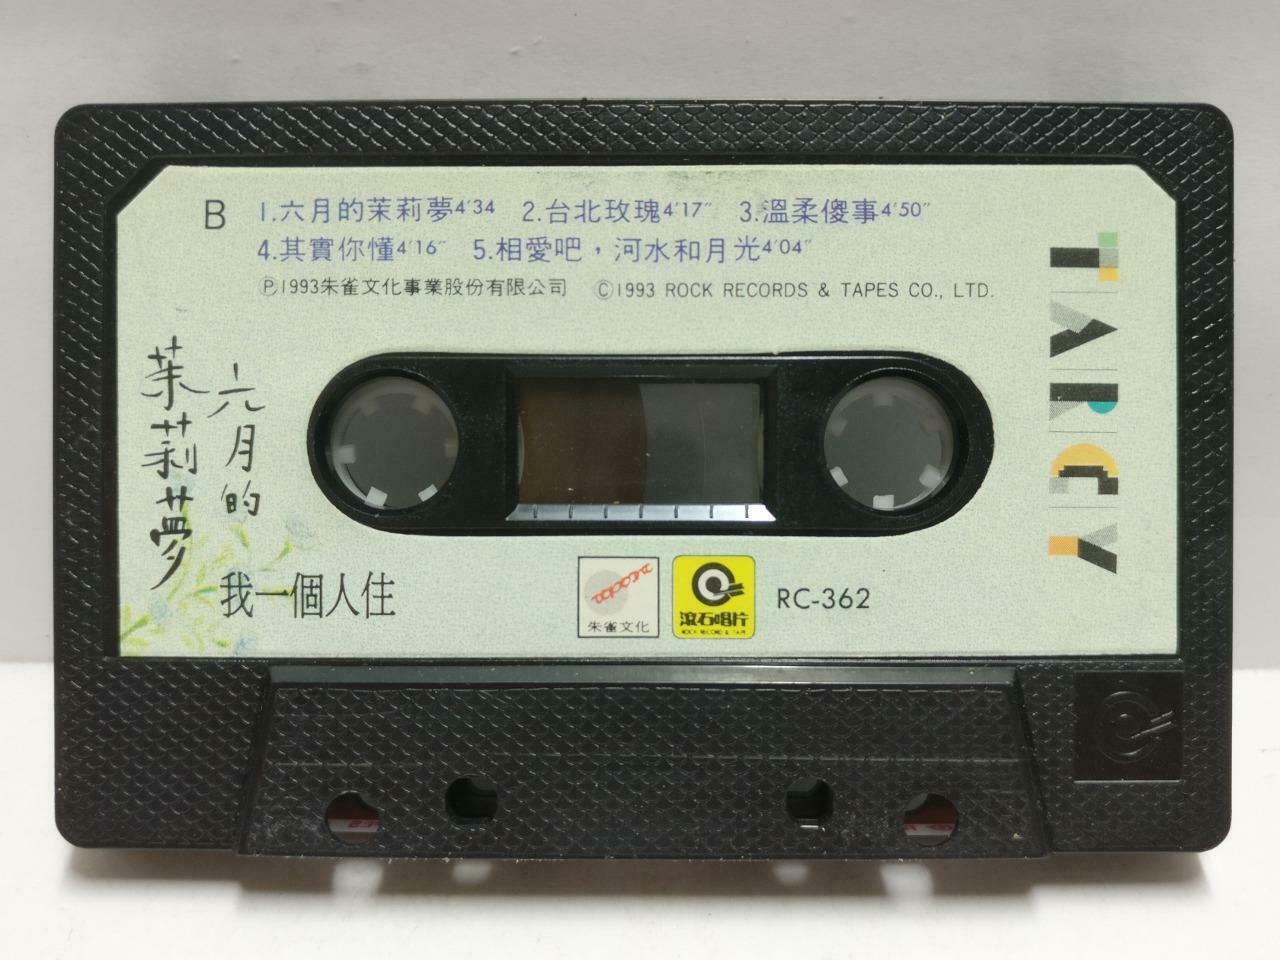 B
1.六月的茉莉夢4'34 2.台北玫瑰4'17" 3.溫柔傻事4'50"
4.其實你懂4'16" 5.相愛吧，河水和月光4'04"
Ⓟ1993朱雀文化事業股份有限公司 ©1993 ROCK RECORDS & TAPES CO., LTD.
六月的
茉莉夢
我一個人住
TARCY
朱雀文化
滾石唱片
ROCK RECORD & TAPE
RC-362